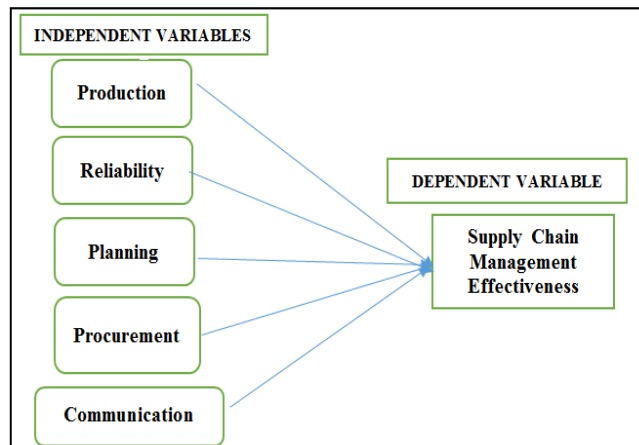 INDEPENDENT VARIABLES
Production
Reliability
Planning
Procurement
Communication
DEPENDENT VARIABLE
Supply Chain
Management
Effectiveness